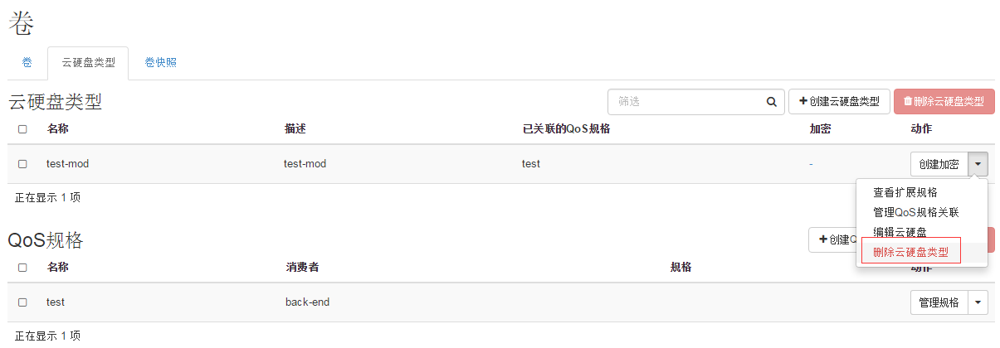 卷
卷 云硬盘类型 卷快照
云硬盘类型 筛选 创建云硬盘类型 删除云硬盘类型
名称 描述 已关联的QoS规格 加密 动作
test-mod test-mod test - 创建加密
正在显示 1 项
查看扩展规格
管理QoS规格关联
编辑云硬盘
删除云硬盘类型
QoS规格 创建Q
名称 消费者 规格 动作
test back-end 管理规格
正在显示 1 项